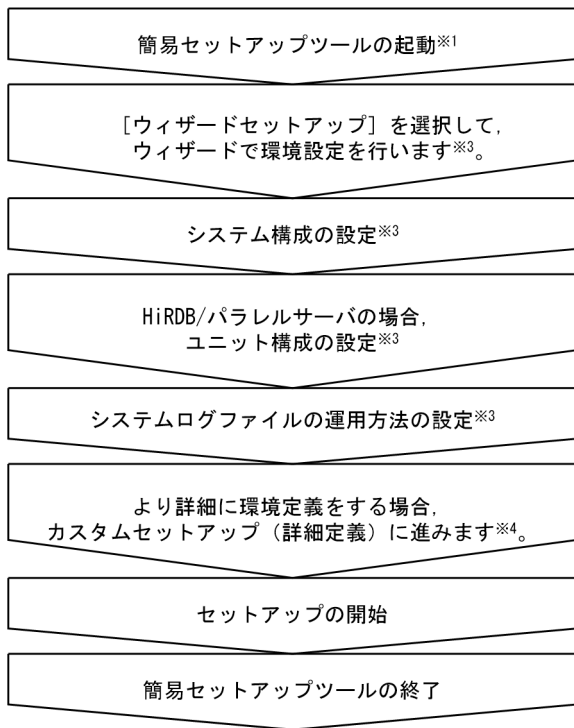 簡易セットアップツールの起動※1
［ウィザードセットアップ］を選択して，
ウィザードで環境設定を行います※3。
システム構成の設定※3
HiRDB/パラレルサーバの場合，
ユニット構成の設定※3
システムログファイルの運用方法の設定※3
より詳細に環境定義をする場合，
カスタムセットアップ（詳細定義）に進みます※4。
セットアップの開始
簡易セットアップツールの終了